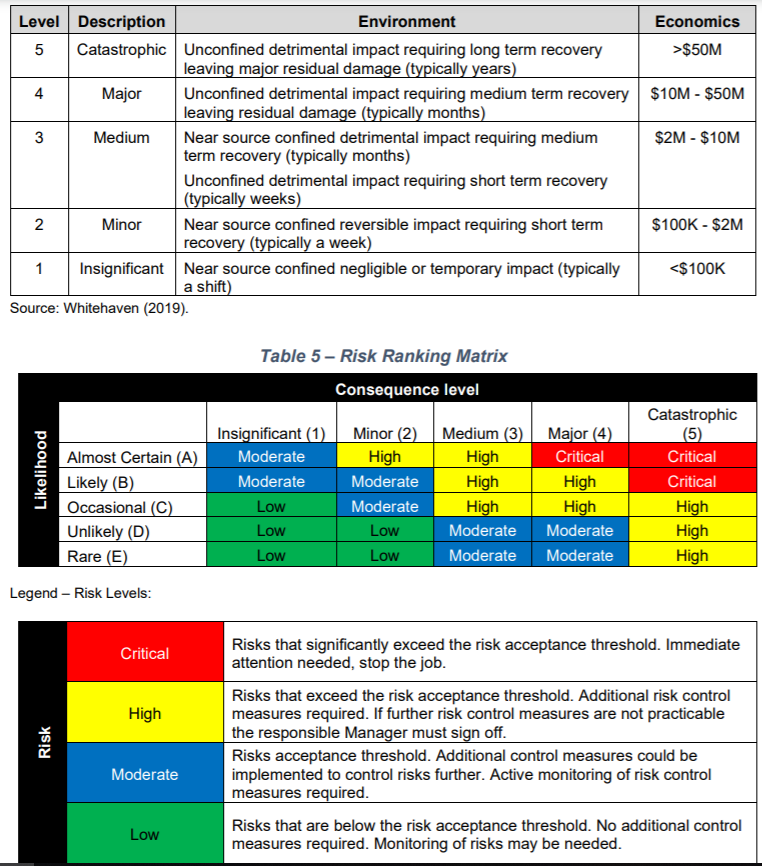 Level Description Environment Economics
5 Catastrophic Unconfined detrimental impact requiring long term recovery >$50M
leaving major residual damage (typically years)
4 Major Unconfined detrimental impact requiring medium term recovery $10M - $50M
leaving residual damage (typically months)
3 Medium Near source confined detrimental impact requiring medium $2M - $10M
term recovery (typically months)
Unconfined detrimental impact requiring short term recovery
(typically weeks)
2 Minor Near source confined reversible impact requiring short term $100K - $2M
recovery (typically a week)
1 Insignificant Near source confined negligible or temporary impact (typically <$100K
a shift)
Source: Whitehaven (2019).
Table 5 – Risk Ranking Matrix
Consequence level
Likelihood
Catastrophic
Insignificant (1) Minor (2) Medium (3) Major (4) (5)
Almost Certain (A) Moderate High High Critical Critical
Likely (B) Moderate Moderate High High Critical
Occasional (C) Low Moderate High High High
Unlikely (D) Low Low Moderate Moderate High
Rare (E) Low Low Moderate Moderate High
Legend – Risk Levels:
Risk
Critical Risks that significantly exceed the risk acceptance threshold. Immediate
attention needed, stop the job.
High Risks that exceed the risk acceptance threshold. Additional risk control
measures required. If further risk control measures are not practicable
the responsible Manager must sign off.
Moderate Risks acceptance threshold. Additional control measures could be
implemented to control risks further. Active monitoring of risk control
measures required.
Low Risks that are below the risk acceptance threshold. No additional control
measures required. Monitoring of risks may be needed.